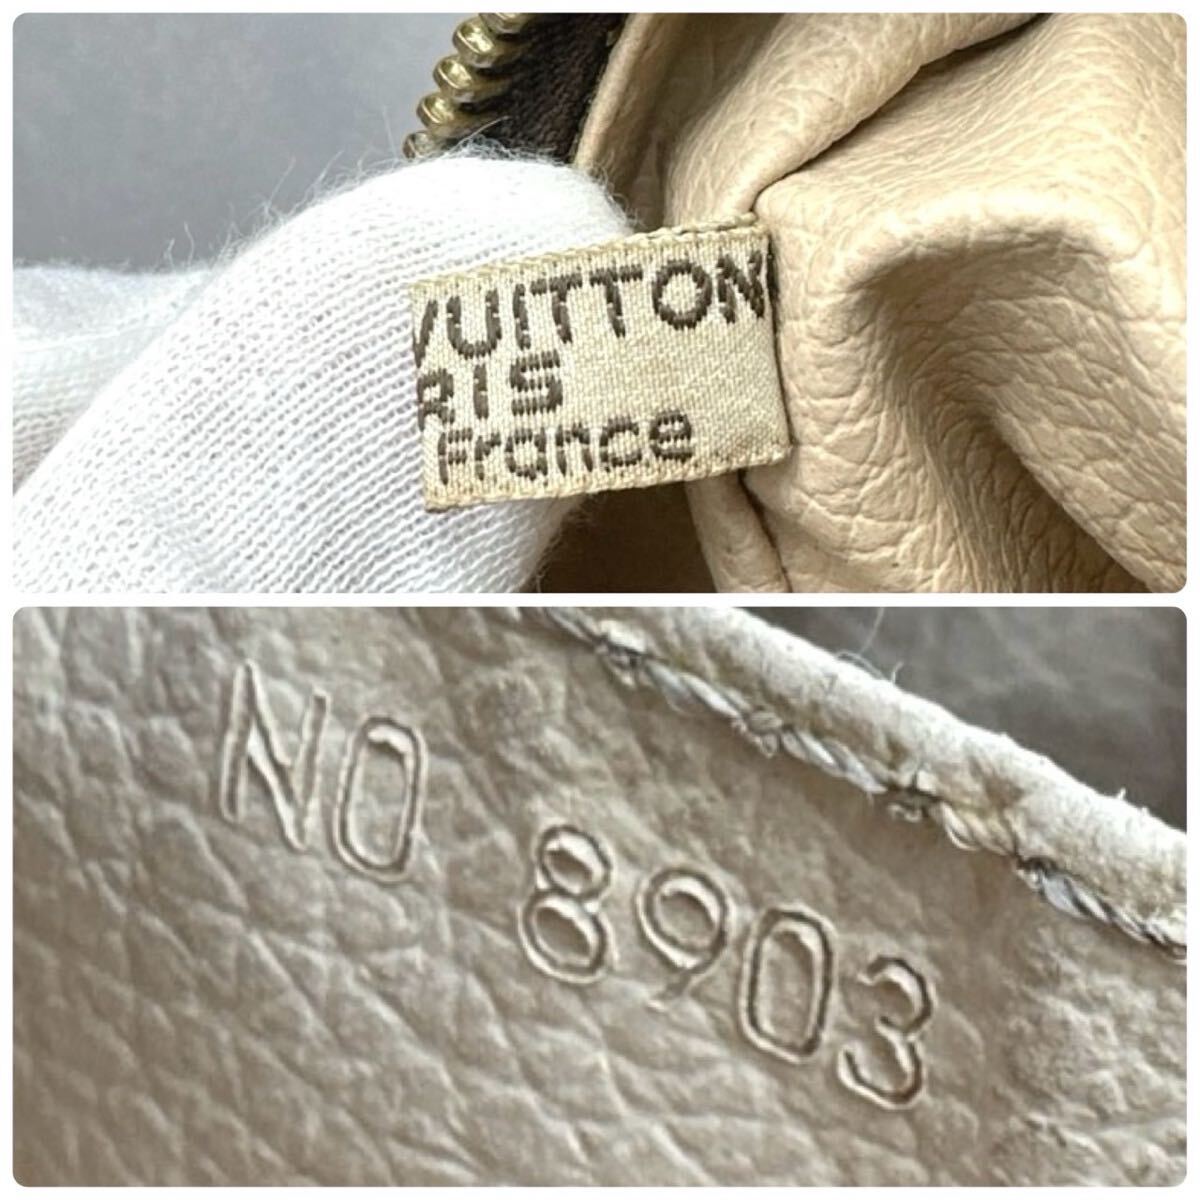 VUITTON
RIS
France
NO 8903